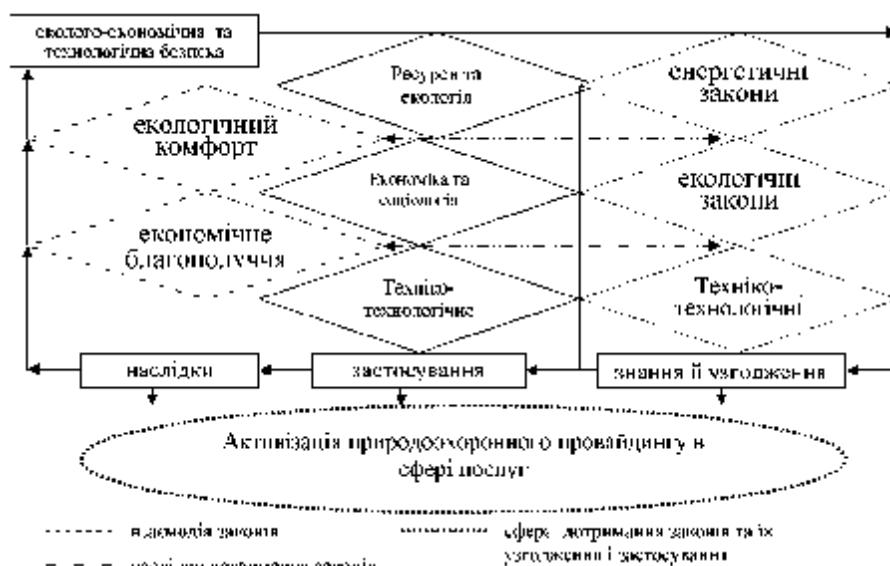 еколого-економічна та
технологічна безпека
Ресурси та
екологія
енергетичні
закони
екологічний
комфорт
Економіка та
соціологія
екологічні
закони
економічне
благополуччя
Техніко-
технологічне
Техніко-
технологічні
наслідки
застосування
знання й узгодження
Активізація природоохоронного провайдингу в
сфері послуг
взаємодія законів
сфера дотримання законів та їх
узгодження і застосування